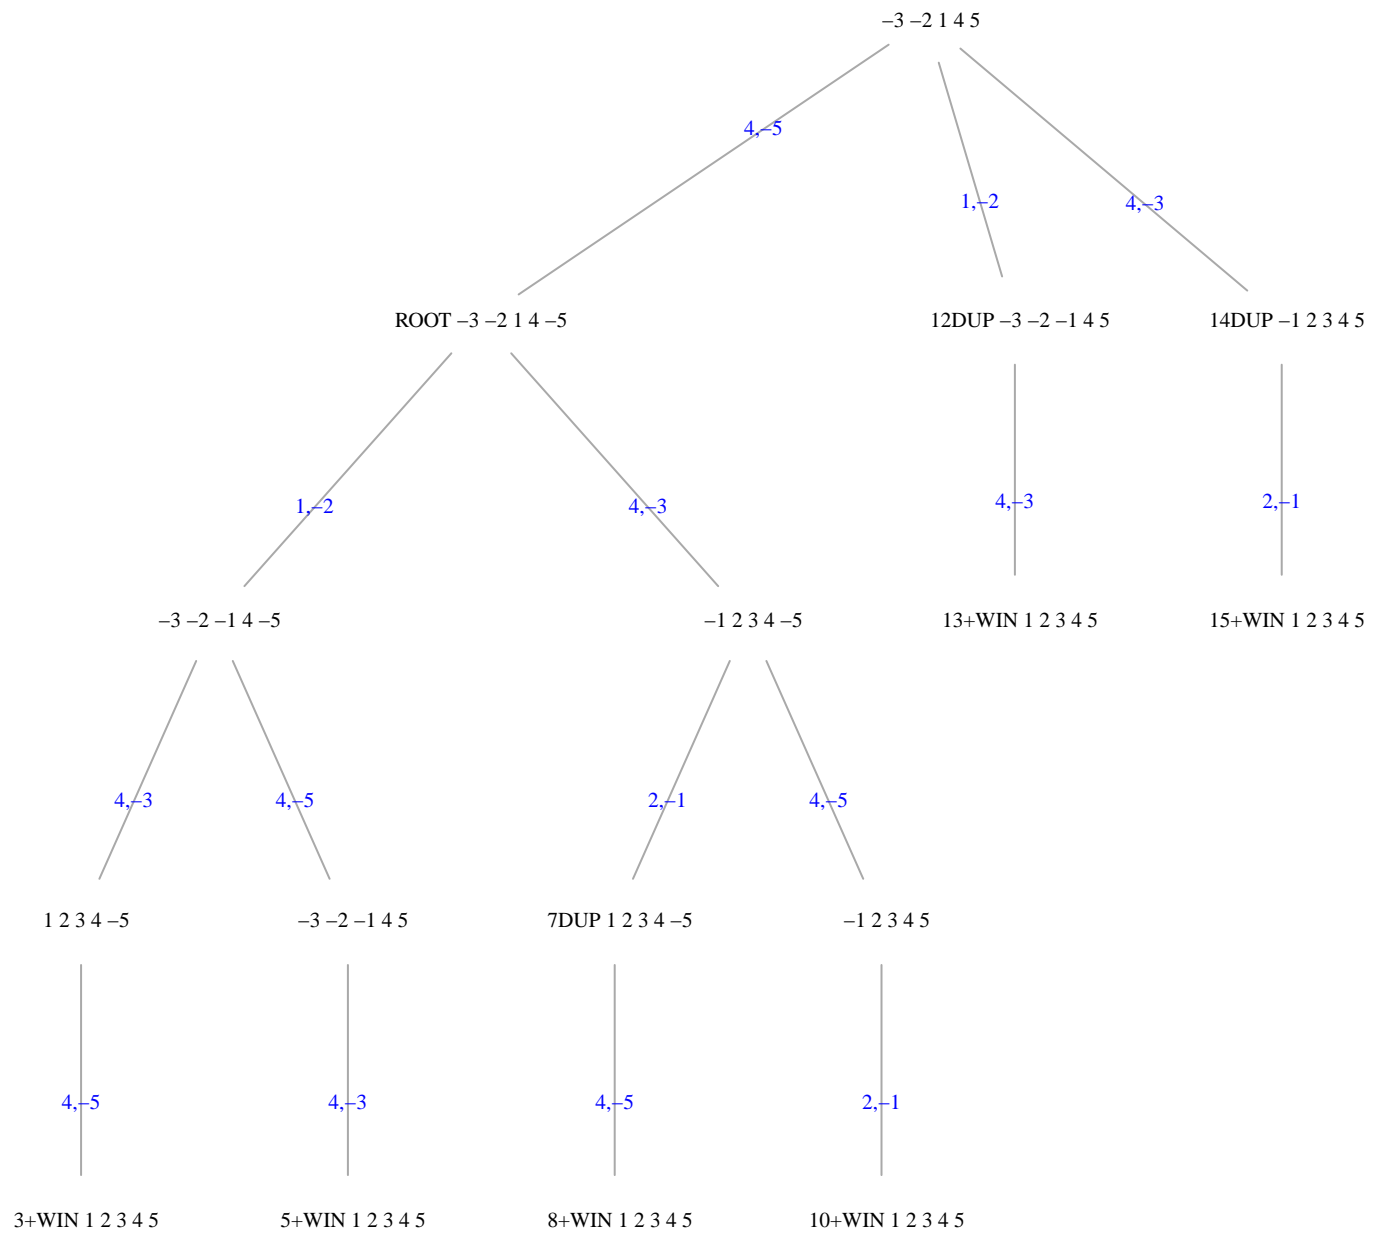 −3 −2 1 4 5
4,−5
1,−2
4,−3
ROOT −3 −2 1 4 −5
12DUP −3 −2 −1 4 5
14DUP −1 2 3 4 5
1,−2
4,−3
4,−3
2,−1
−3 −2 −1 4 −5
−1 2 3 4 −5
13+WIN 1 2 3 4 5
15+WIN 1 2 3 4 5
4,−3
4,−5
2,−1
4,−5
1 2 3 4 −5
−3 −2 −1 4 5
7DUP 1 2 3 4 −5
−1 2 3 4 5
4,−5
4,−3
4,−5
2,−1
3+WIN 1 2 3 4 5
5+WIN 1 2 3 4 5
8+WIN 1 2 3 4 5
10+WIN 1 2 3 4 5